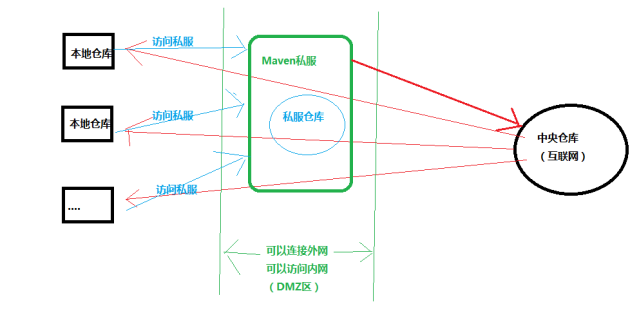 本地仓库
访问私服
Maven私服
本地仓库
访问私服
私服仓库
中央仓库
（互联网）
....
访问私服
可以连接外网
可以访问内网
（DMZ区）